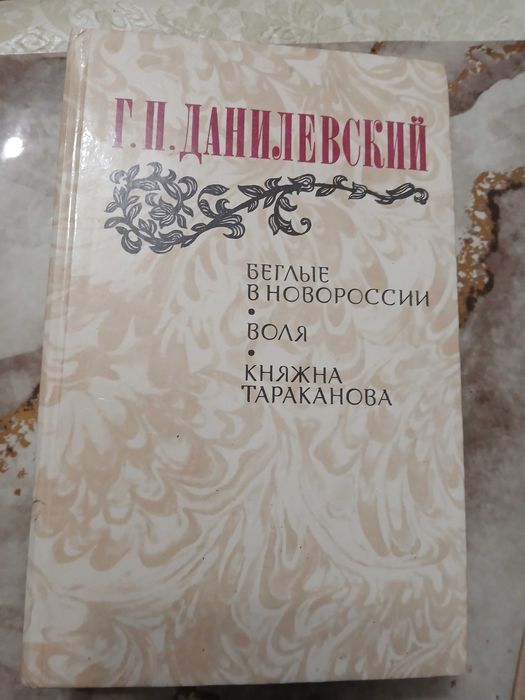 Г. П. ДАНИЛЕВСКИЙ
БЕГЛЫЕ
В НОВОРОССИИ
•
ВОЛЯ
•
КНЯЖНА
ТАРАКАНОВА